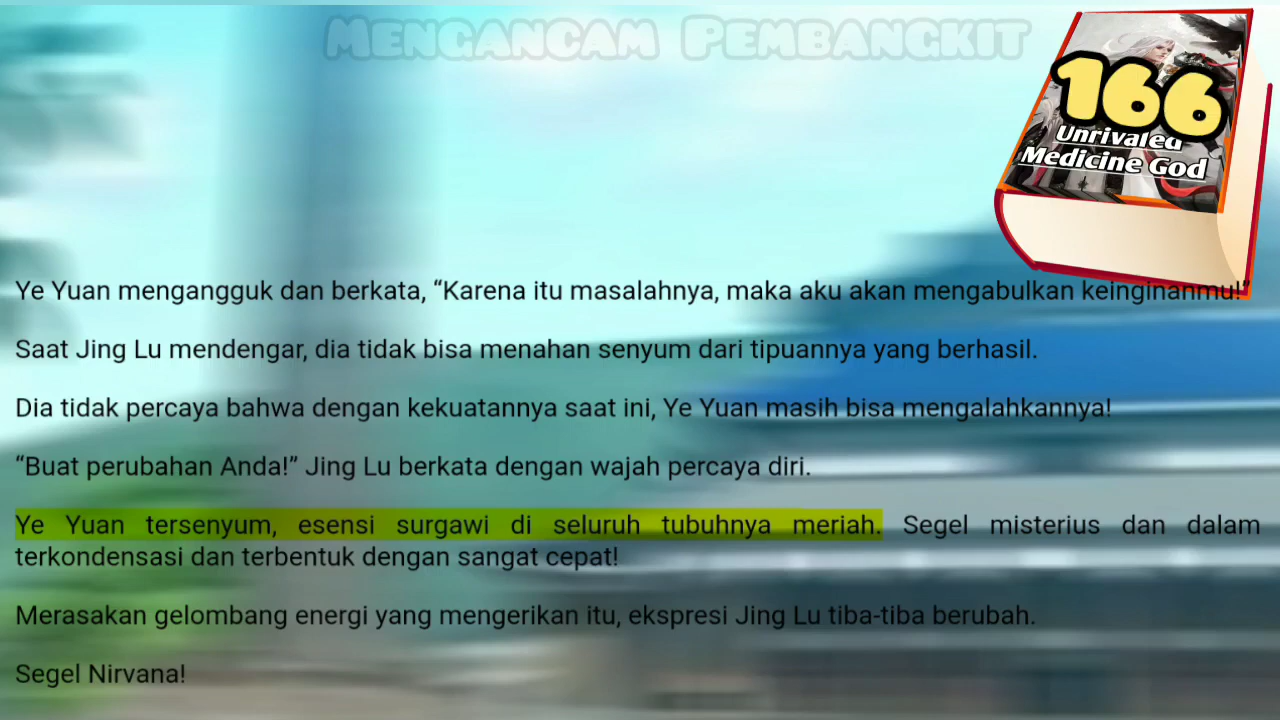 Mengancam Pembangkit
166
Unrivaled
Medicine God
Ye Yuan mengangguk dan berkata, “Karena itu masalahnya, maka aku akan mengabulkan keinginanmu!”
Saat Jing Lu mendengar, dia tidak bisa menahan senyum dari tipuannya yang berhasil.
Dia tidak percaya bahwa dengan kekuatannya saat ini, Ye Yuan masih bisa mengalahkannya!
“Buat perubahan Anda!” Jing Lu berkata dengan wajah percaya diri.
Ye Yuan tersenyum, esensi surgawi di seluruh tubuhnya meriah. Segel misterius dan dalam
terkondensasi dan terbentuk dengan sangat cepat!
Merasakan gelombang energi yang mengerikan itu, ekspresi Jing Lu tiba-tiba berubah.
Segel Nirvana!